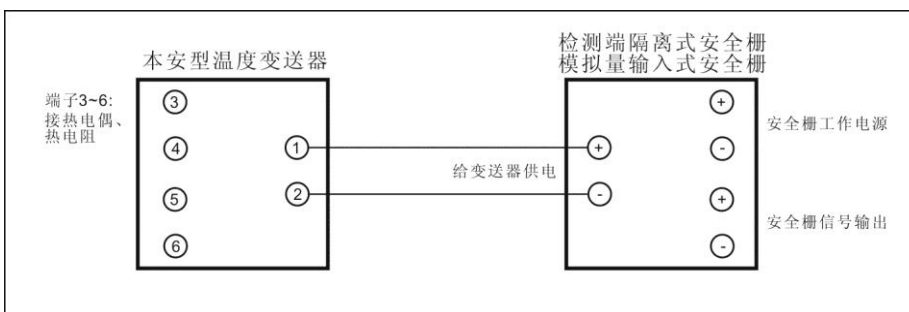 检测端隔离式安全栅
本安型温度变送器
模拟量输入式安全栅
端子3~6:
接热电偶、
热电阻
3
4
5
6
1
2
给变送器供电
+
-
+
-
+
-
安全栅工作电源
安全栅信号输出